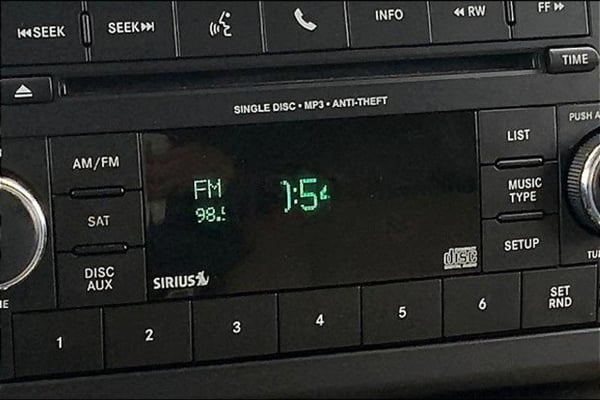 ⏮SEEK
SEEK⏭
INFO
◀◀ RW
FF ▶▶
TIME
SINGLE DISC • MP3 • ANTI-THEFT
PUSH
AM/FM
LIST
FM
SAT
MUSIC
TYPE
DISC
AUX
SETUP
SIRIUS
disc
1
2
3
4
5
6
SET
RND